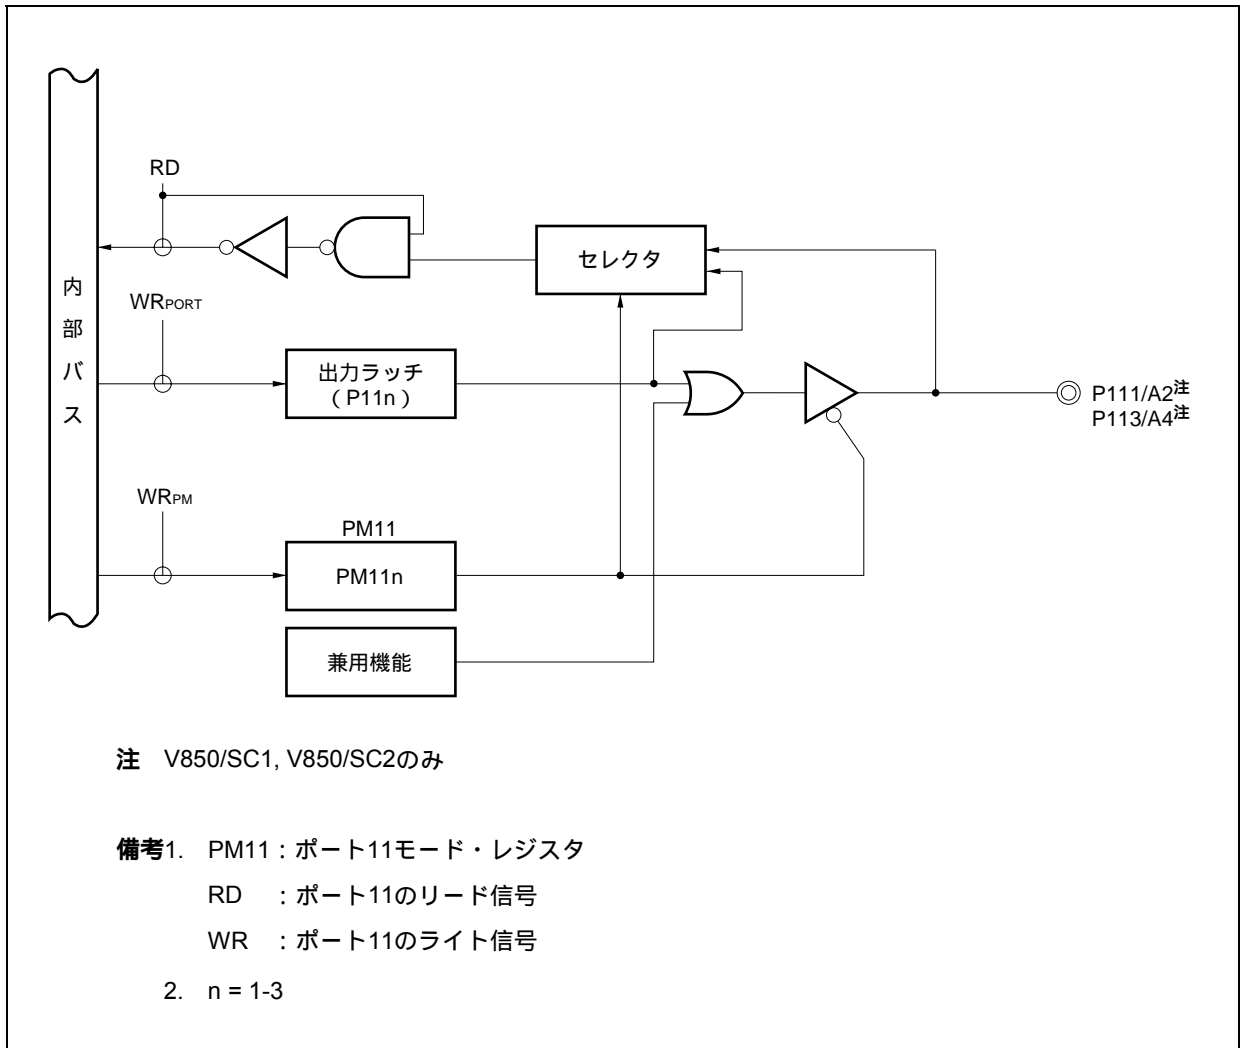 RD
セレクタ
内部バス
WRPORT
出力ラッチ
（P11n）
P111/A2注
P113/A4注
WRPM
PM11
PM11n
兼用機能
注 V850/SC1, V850/SC2のみ
備考1. PM11：ポート11モード・レジスタ
RD ：ポート11のリード信号
WR ：ポート11のライト信号
2. n = 1-3